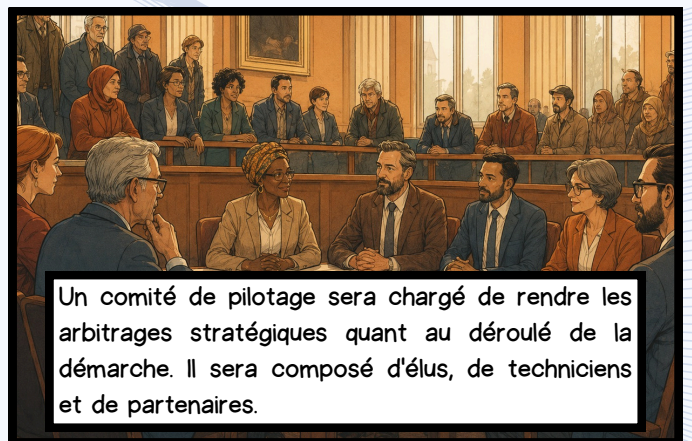 Un comité de pilotage sera chargé de rendre les
arbitrages stratégiques quant au déroulé de la
démarche. Il sera composé d'élus, de techniciens
et de partenaires.